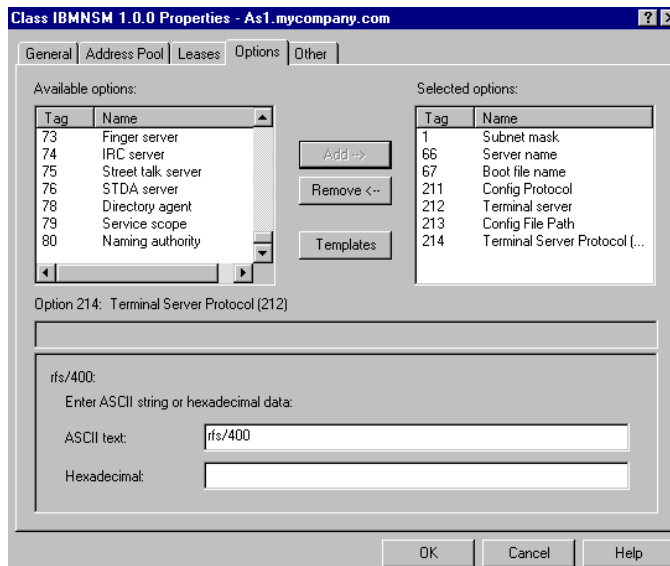 Class IBMNSM 1.0.0 Properties - As1.mycompany.com
General Address Pool Leases Options Other
Available options:
Tag Name
73 Finger server
74 IRC server
75 Street talk server
76 STDA server
78 Directory agent
79 Service scope
80 Naming authority
Add -->
Remove <--
Templates
Selected options:
Tag Name
1 Subnet mask
66 Server name
67 Boot file name
211 Config Protocol
212 Terminal server
213 Config File Path
214 Terminal Server Protocol (...
Option 214: Terminal Server Protocol (212)
rfs/400:
Enter ASCII string or hexadecimal data:
ASCII text: rfs/400
Hexadecimal:
OK Cancel Help